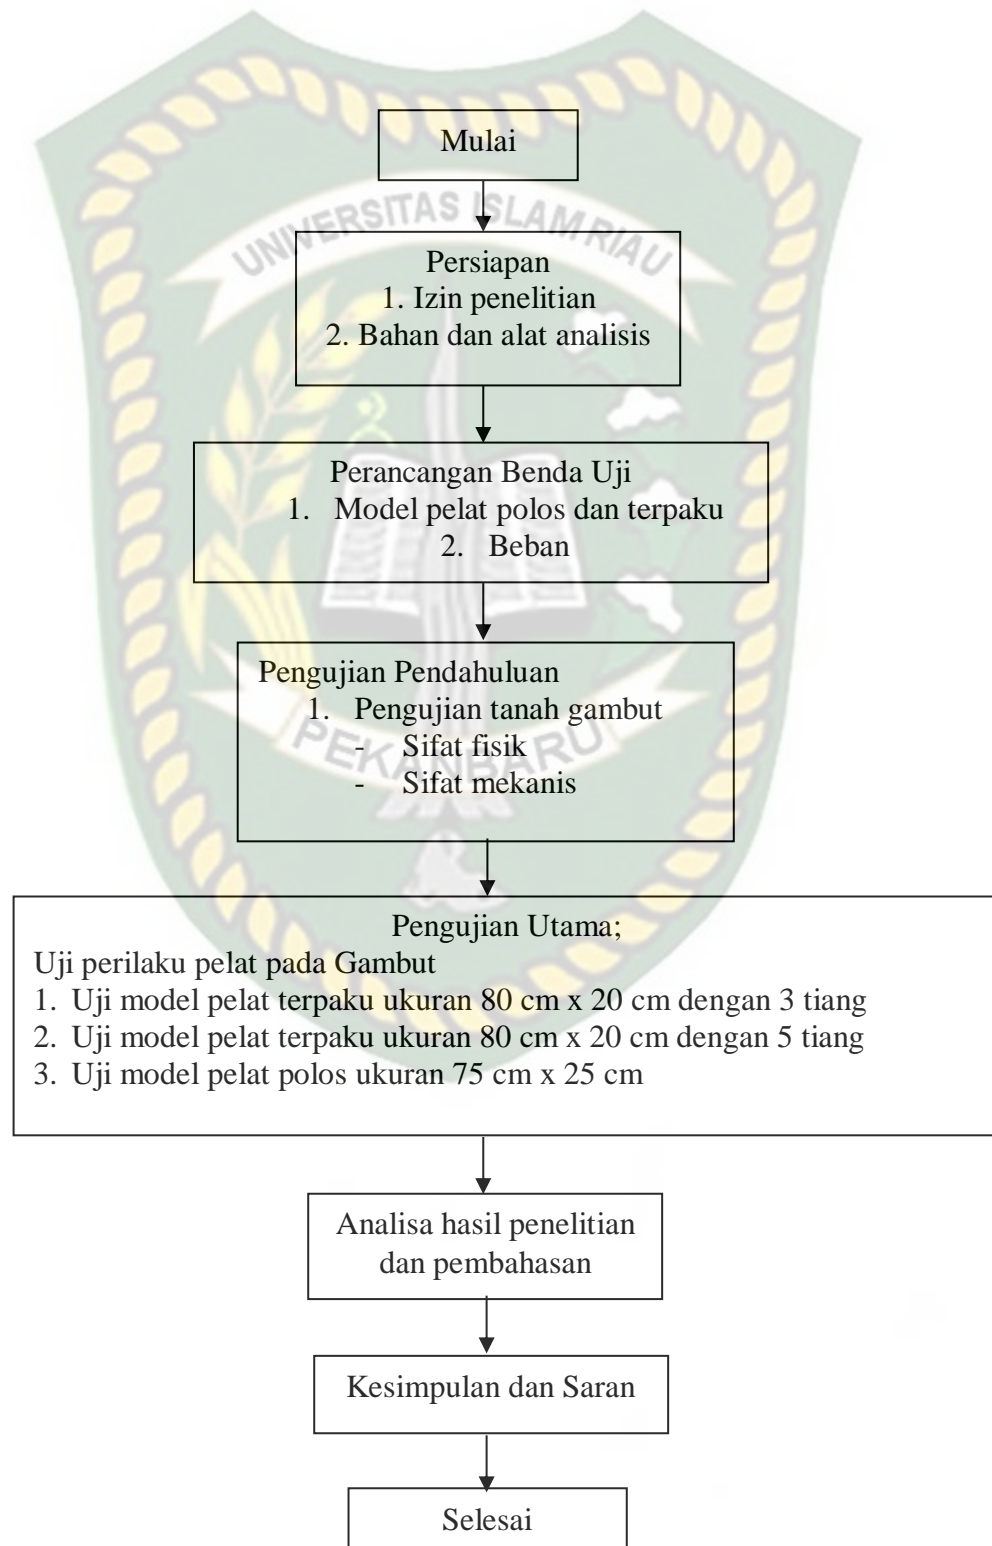 Mulai
UNIVERSITAS ISLAM RIAU
Persiapan
1. Izin penelitian
2. Bahan dan alat analisis
Perancangan Benda Uji
1. Model pelat polos dan terpaku
2. Beban
Pengujian Pendahuluan
1. Pengujian tanah gambut
- Sifat fisik
- Sifat mekanis
PEKANBARU
Pengujian Utama;
Uji perilaku pelat pada Gambut
1. Uji model pelat terpaku ukuran 80 cm x 20 cm dengan 3 tiang
2. Uji model pelat terpaku ukuran 80 cm x 20 cm dengan 5 tiang
3. Uji model pelat polos ukuran 75 cm x 25 cm
Analisa hasil penelitian
dan pembahasan
Kesimpulan dan Saran
Selesai